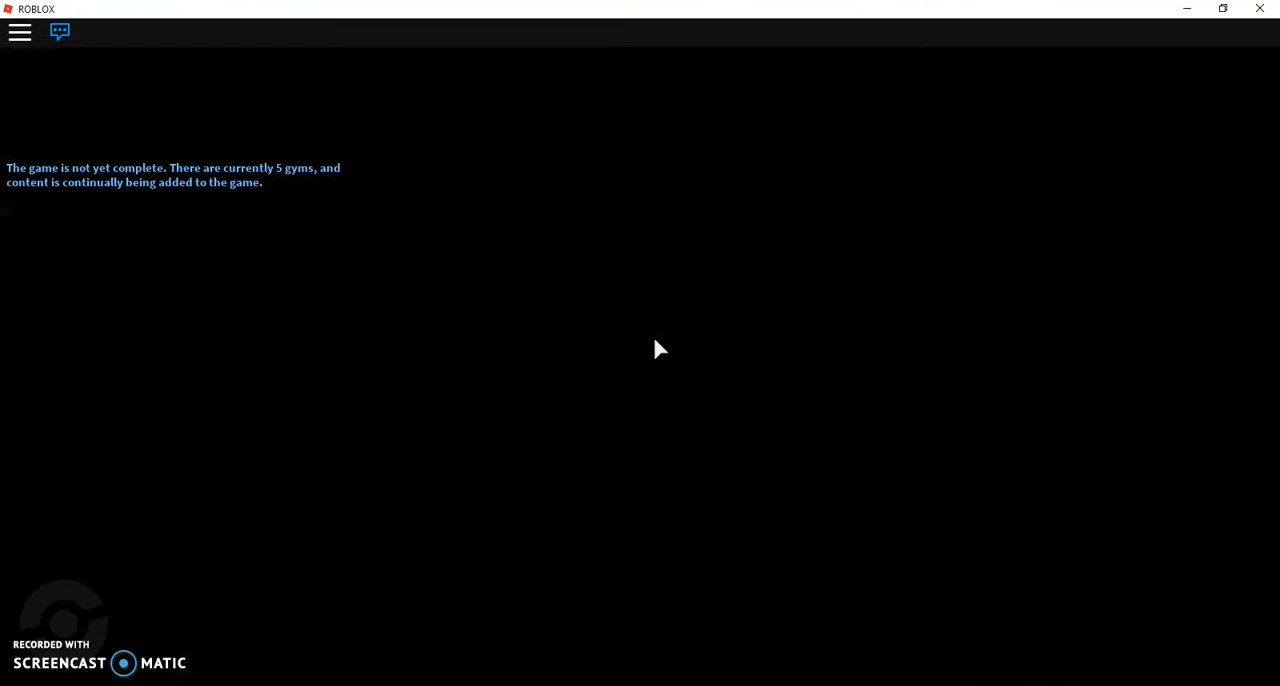 ROBLOX
The game is not yet complete. There are currently 5 gyms, and
content is continually being added to the game.
RECORDED WITH
SCREENCAST MATIC